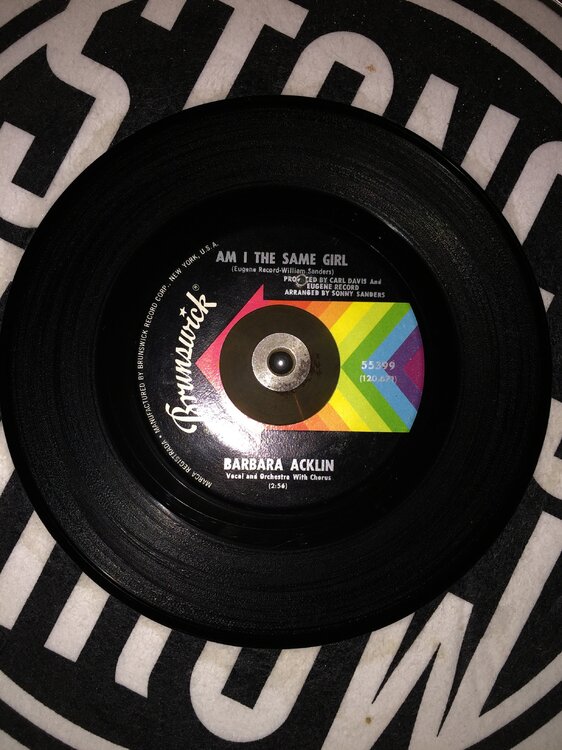 STONE
AM I THE SAME GIRL
(Eugene Record-William Sanders)
PRODUCED BY CARL DAVIS And
EUGENE RECORD
ARRANGED BY SONNY SANDERS
Brunswick®
55399
BARBARA ACKLIN
Vocal and Orchestra With Chorus
(2:56)
MARCA REGISTRADA • MANUFACTURED BY BRUNSWICK RECORD CORP., NEW YORK, U.S.A.